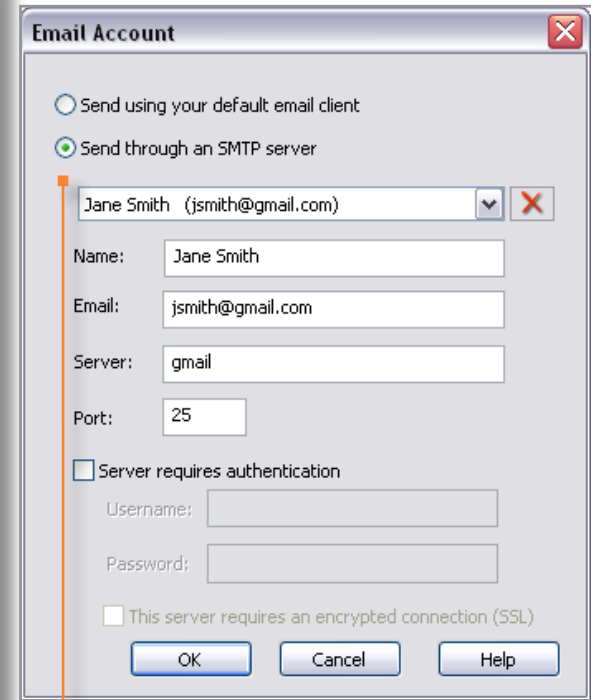 Email Account
Send using your default email client
Send through an SMTP server
Jane Smith (jsmith@gmail.com)
Name: Jane Smith
Email: jsmith@gmail.com
Server: gmail
Port: 25
Server requires authentication
Username:
Password:
This server requires an encrypted connection (SSL)
OK Cancel Help